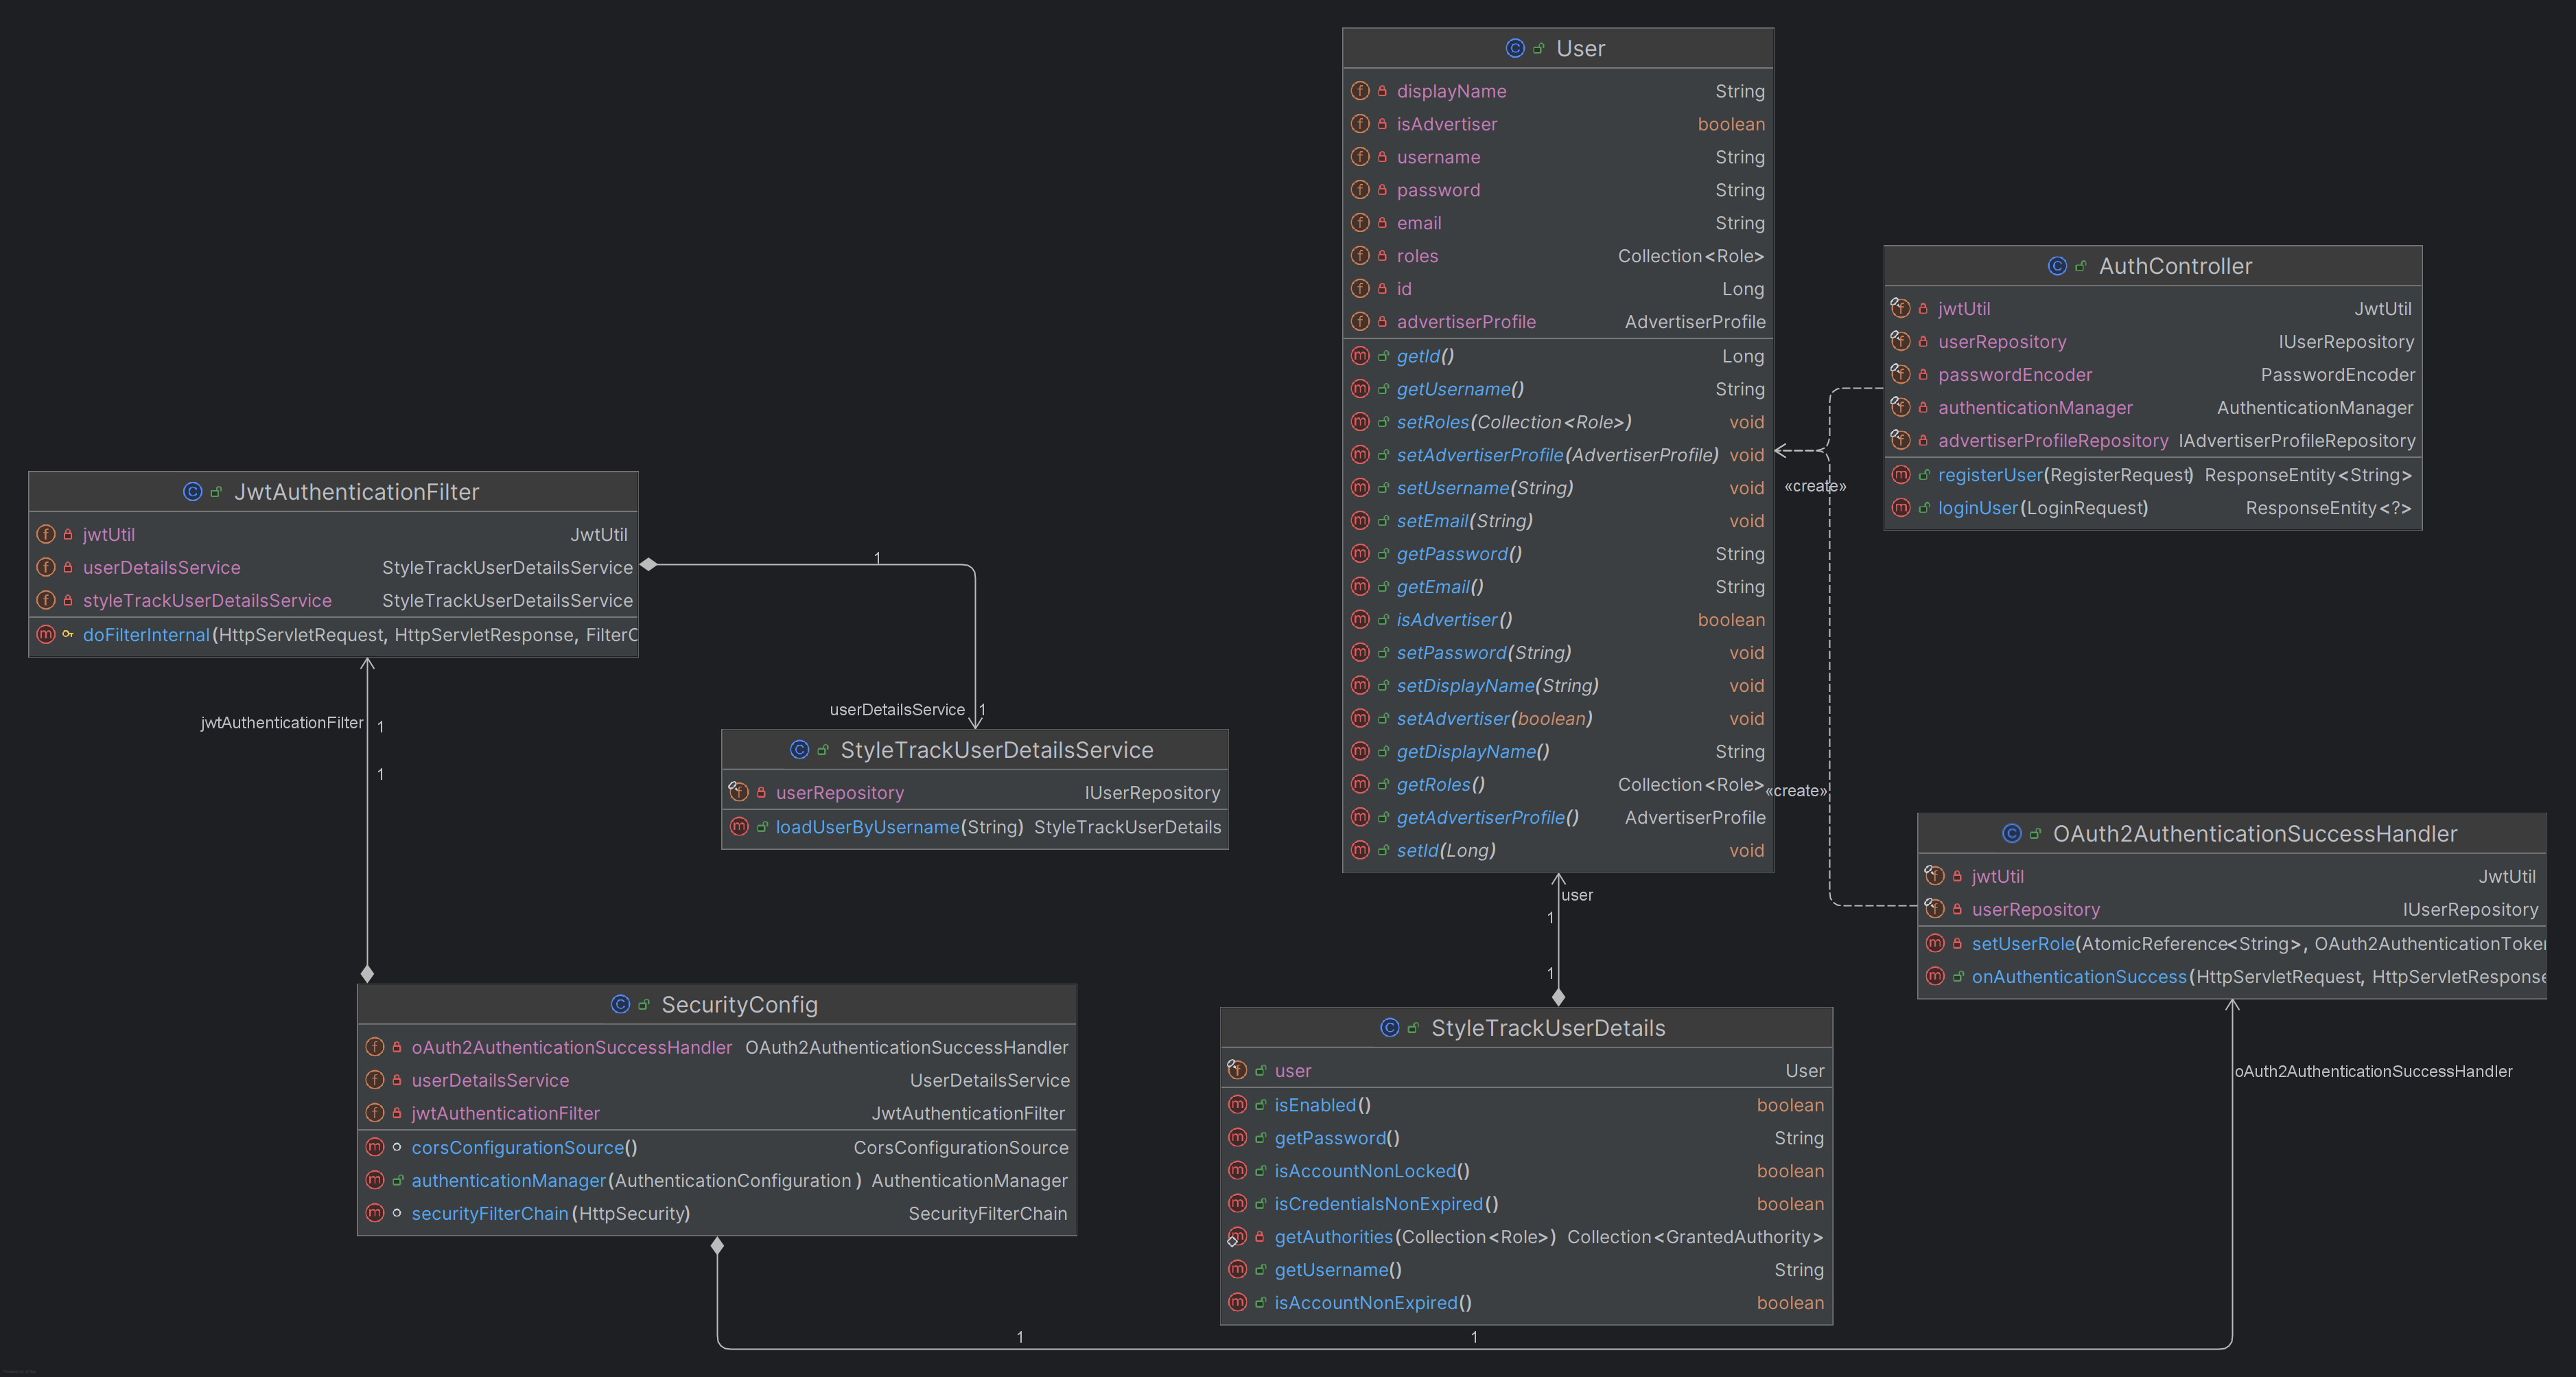 User
displayName String
isAdvertiser boolean
username String
password String
email String
roles Collection<Role>
id Long
advertiserProfile AdvertiserProfile
getId() Long
getUsername() String
setRoles(Collection<Role>) void
setAdvertiserProfile(AdvertiserProfile) void
setUsername(String) void
setEmail(String) void
getPassword() String
getEmail() String
isAdvertiser() boolean
setPassword(String) void
setDisplayName(String) void
setAdvertiser(boolean) void
getDisplayName() String
getRoles() Collection<Role>
getAdvertiserProfile() AdvertiserProfile
setId(Long) void
AuthController
jwtUtil JwtUtil
userRepository IUserRepository
passwordEncoder PasswordEncoder
authenticationManager AuthenticationManager
advertiserProfileRepository IAdvertiserProfileRepository
registerUser(RegisterRequest) ResponseEntity<String>
loginUser(LoginRequest) ResponseEntity<?>
«create»
«create»
JwtAuthenticationFilter
jwtUtil JwtUtil
userDetailsService StyleTrackUserDetailsService
styleTrackUserDetailsService StyleTrackUserDetailsService
doFilterInternal(HttpServletRequest, HttpServletResponse, FilterC
1
userDetailsService 1
jwtAuthenticationFilter
1
1
StyleTrackUserDetailsService
userRepository IUserRepository
loadUserByUsername(String) StyleTrackUserDetails
OAuth2AuthenticationSuccessHandler
jwtUtil JwtUtil
userRepository IUserRepository
setUserRole(AtomicReference<String>, OAuth2AuthenticationToke
onAuthenticationSuccess(HttpServletRequest, HttpServletResponse
user
1
1
SecurityConfig
oAuth2AuthenticationSuccessHandler OAuth2AuthenticationSuccessHandler
userDetailsService UserDetailsService
jwtAuthenticationFilter JwtAuthenticationFilter
corsConfigurationSource() CorsConfigurationSource
authenticationManager(AuthenticationConfiguration) AuthenticationManager
securityFilterChain(HttpSecurity) SecurityFilterChain
StyleTrackUserDetails
user User
isEnabled() boolean
getPassword() String
isAccountNonLocked() boolean
isCredentialsNonExpired() boolean
getAuthorities(Collection<Role>) Collection<GrantedAuthority>
getUsername() String
isAccountNonExpired() boolean
oAuth2AuthenticationSuccessHandler
1
1